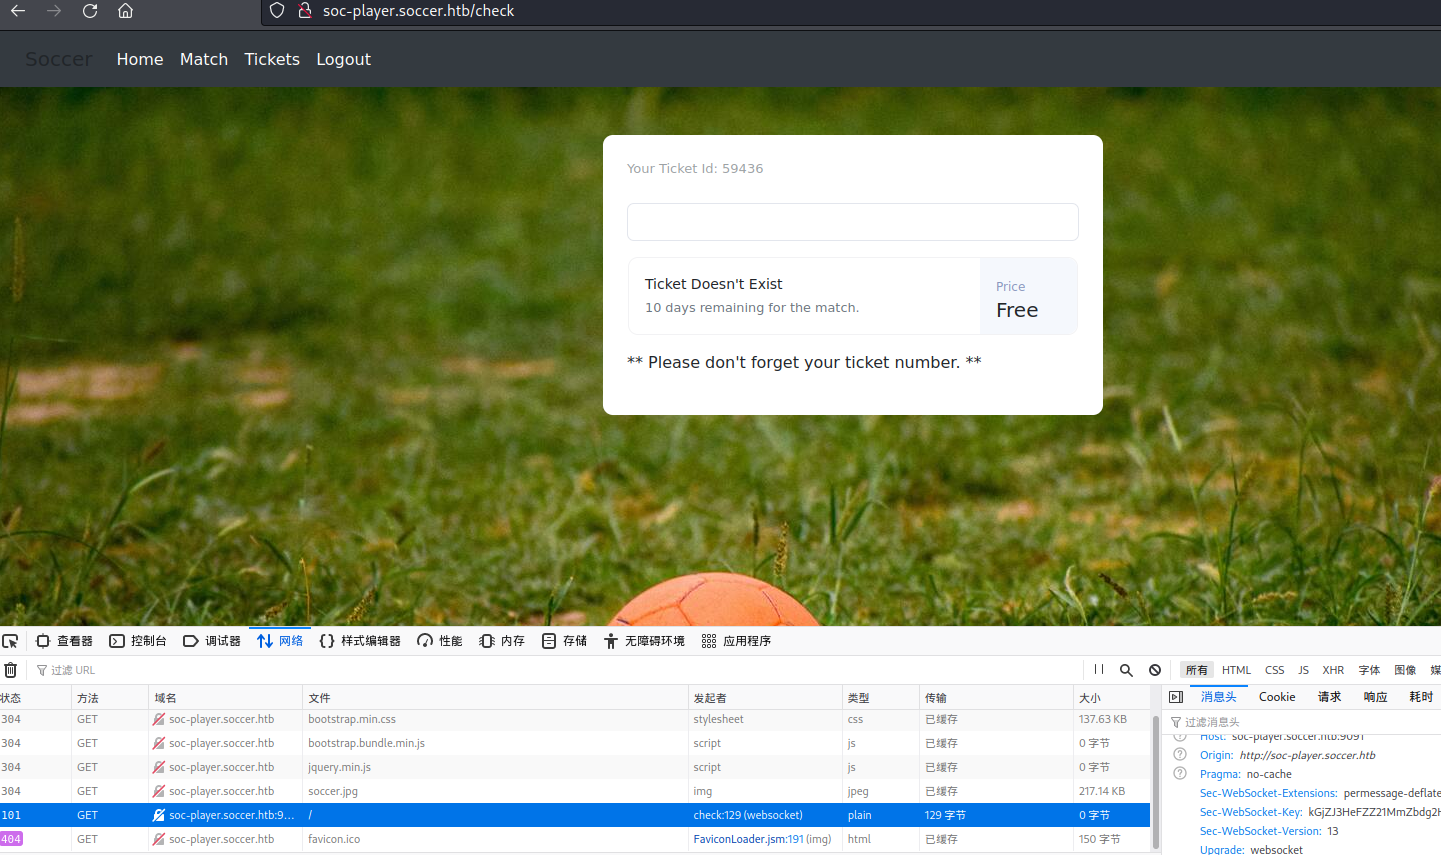 soc-player.soccer.htb/check
Soccer Home Match Tickets Logout
Your Ticket Id: 59436
Ticket Doesn't Exist
10 days remaining for the match.
Price
Free
** Please don't forget your ticket number. **
查看器 控制台 调试器 网络 样式编辑器 性能 内存 存储 无障碍环境 应用程序
过滤 URL
所有 HTML CSS JS XHR 字体 图像 媒
状态 方法 域名 文件 发起者 类型 传输 大小
304 GET soc-player.soccer.htb bootstrap.min.css stylesheet css 已缓存 137.63 KB
304 GET soc-player.soccer.htb bootstrap.bundle.min.js script js 已缓存 0 字节
304 GET soc-player.soccer.htb jquery.min.js script js 已缓存 0 字节
304 GET soc-player.soccer.htb soccer.jpg img jpeg 已缓存 217.14 KB
101 GET soc-player.soccer.htb:9... / check:129 (websocket) plain 129 字节 0 字节
404 GET soc-player.soccer.htb favicon.ico FaviconLoader.jsm:191 (img) html 已缓存 150 字节
消息头 Cookie 请求 响应 耗时
过滤消息头
Host: soc-player.soccer.htb:9091
Origin: http://soc-player.soccer.htb
Pragma: no-cache
Sec-WebSocket-Extensions: permessage-deflate
Sec-WebSocket-Key: kGjZJ3HeFZZ21MmZbdg2H
Sec-WebSocket-Version: 13
Upgrade: websocket